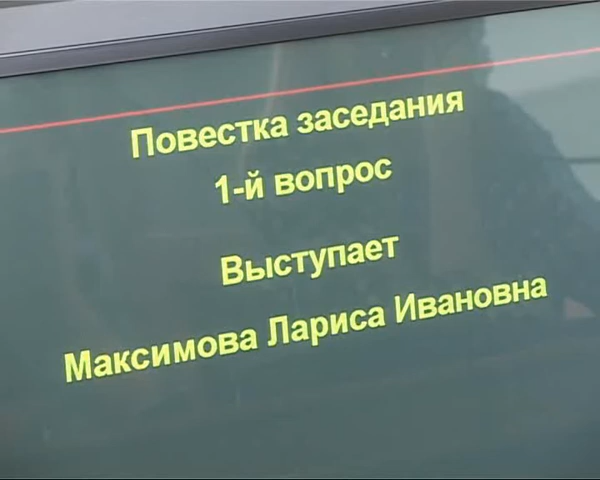 Повестка заседания
1-й вопрос
Выступает
Максимова Лариса Ивановна